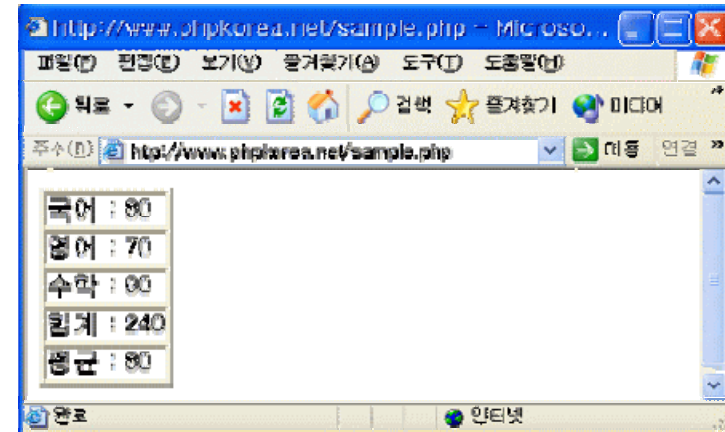 http://www.phpkorea.net/sample.php - Microso...
파일(F) 편집(E) 보기(V) 즐겨찾기(A) 도구(T) 도움말(H)
뒤로 검색 즐겨찾기 미디어
주소(D) http://www.phpkorea.net/sample.php 이동 연결 »
국어 : 80
영어 : 70
수학 : 90
합계 : 240
평균 : 80
완료 인터넷